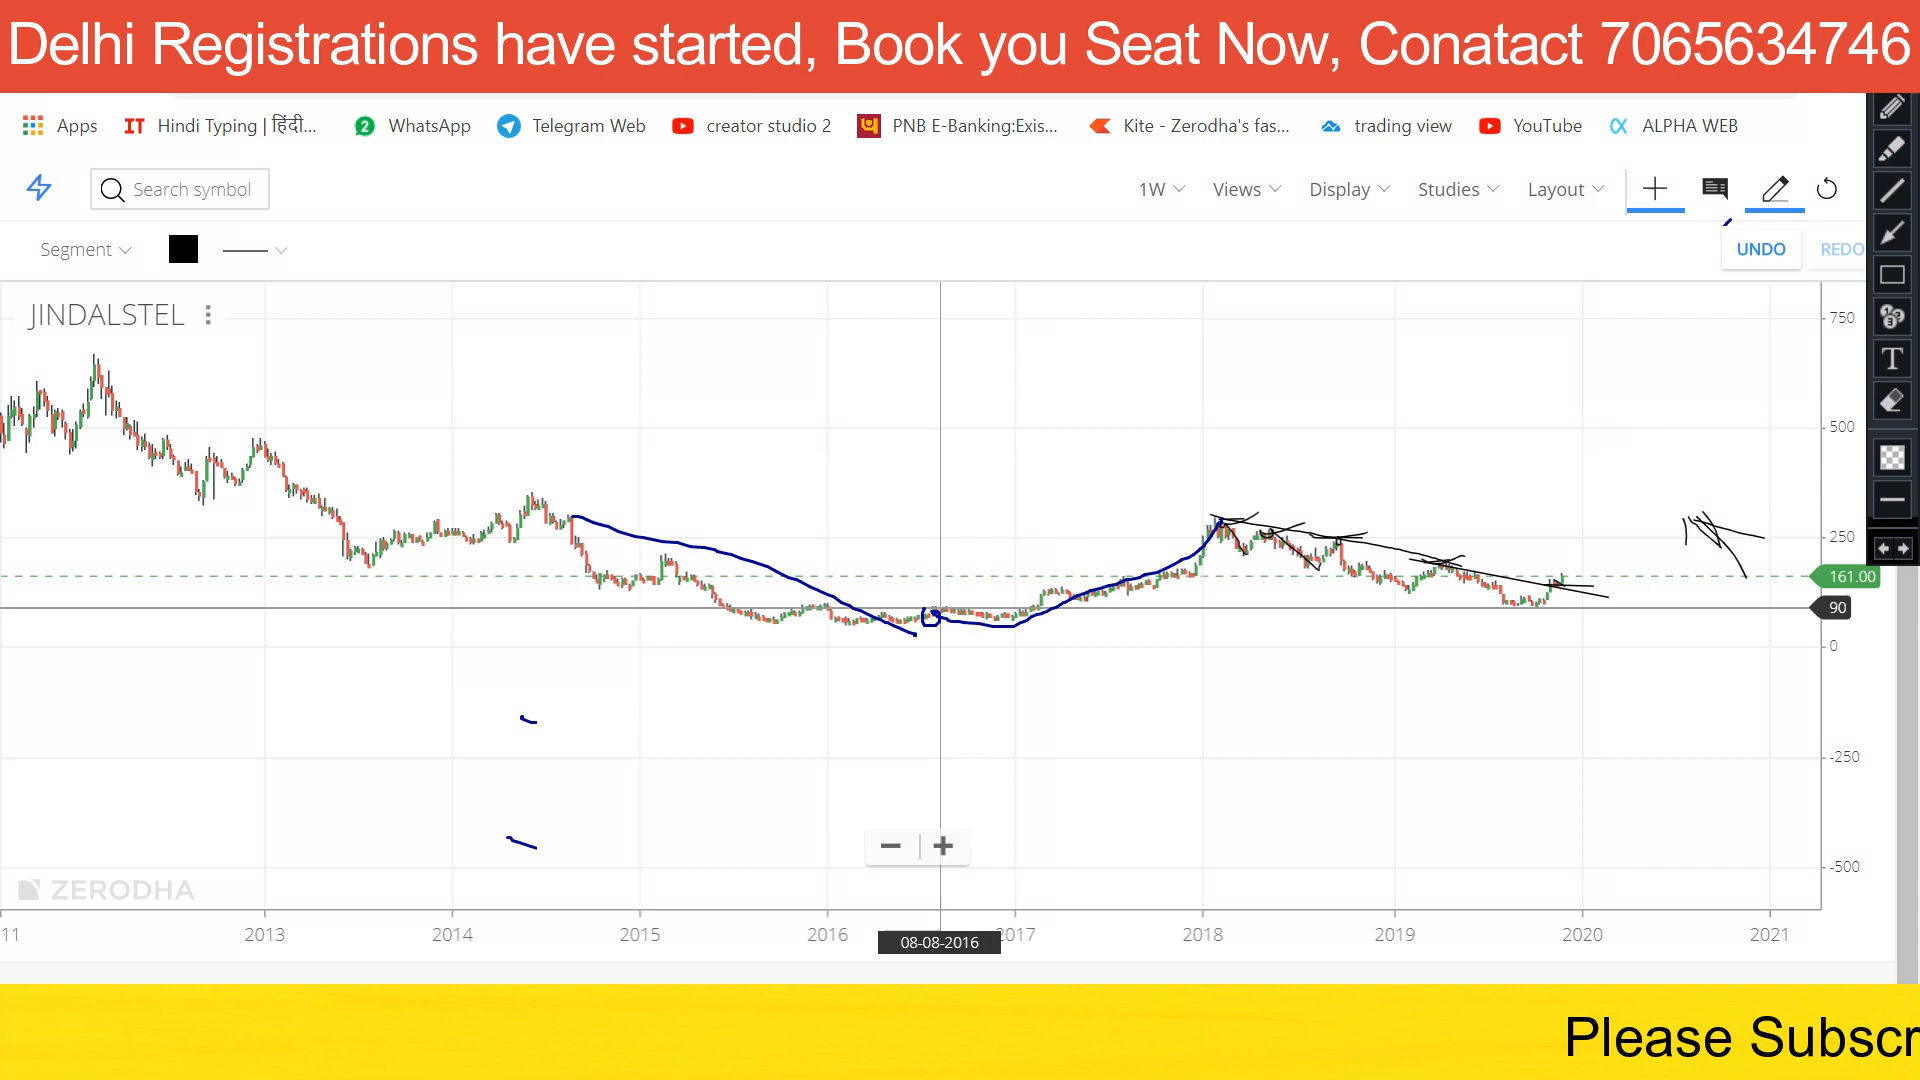 Delhi Registrations have started, Book you Seat Now, Conatact 7065634746
Apps IT Hindi Typing | हिंदी... 2 WhatsApp Telegram Web creator studio 2 PNB E-Banking:Exis... Kite - Zerodha's fas... trading view YouTube ALPHA WEB
Search symbol 1W Views Display Studies Layout
Segment UNDO REDO
JINDALSTEL
750
500
250
161.00
90
0
-250
-500
ZERODHA
11 2013 2014 2015 2016 2017 2018 2019 2020 2021
08-08-2016
Please Subscr